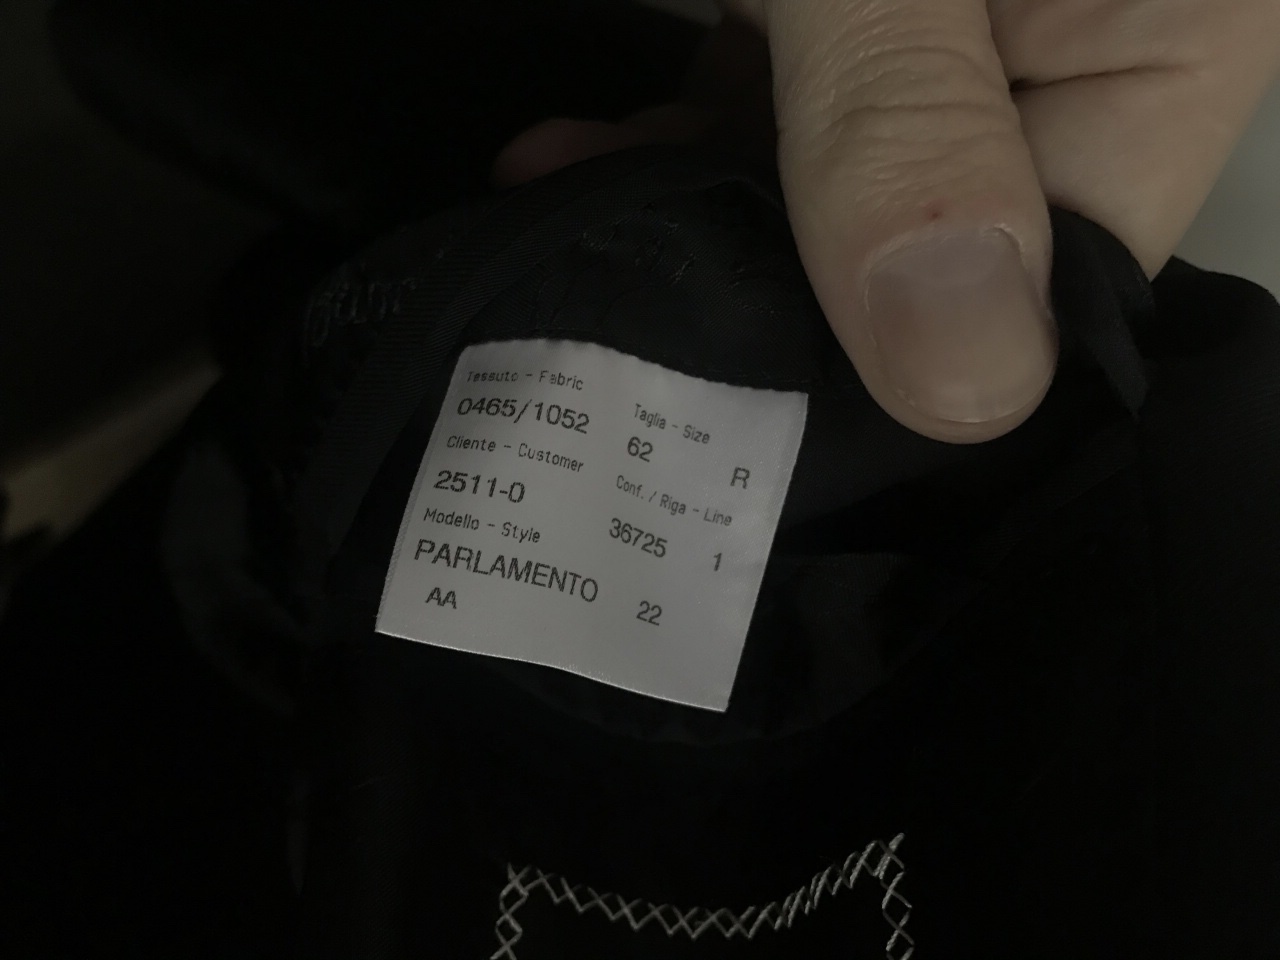 Tessuto - Fabric
0465/1052
Taglia - Size
62 R
Cliente - Customer
2511-0
Conf. / Riga - Line
36725 1
Modello - Style
PARLAMENTO 22
AA